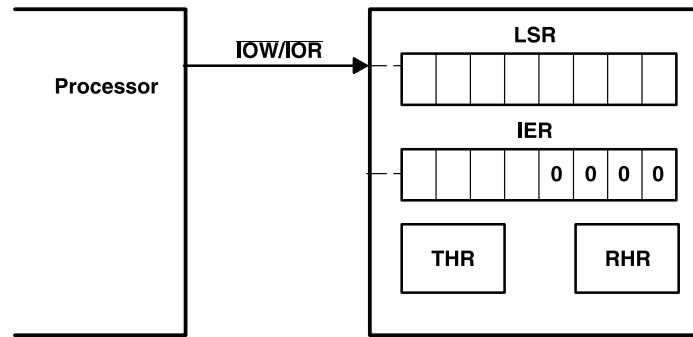 LSR
IOW/IOR
Processor
IER
0 0 0 0
THR RHR